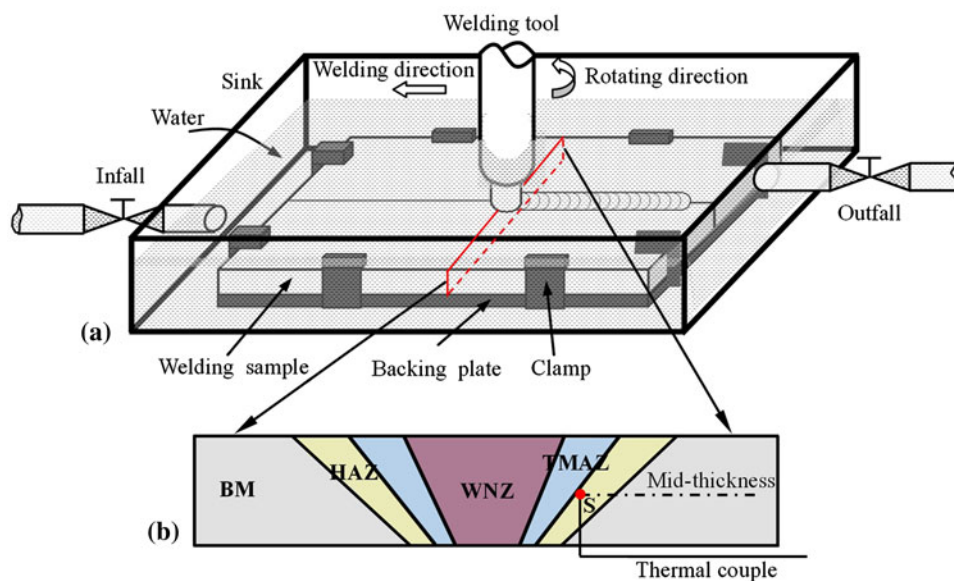 Welding tool
Welding direction
Rotating direction
Sink
Water
Infall
Outfall
(a)
Welding sample
Backing plate
Clamp
BM
HAZ
WNZ
TMAZ
Mid-thickness
S
(b)
Thermal couple